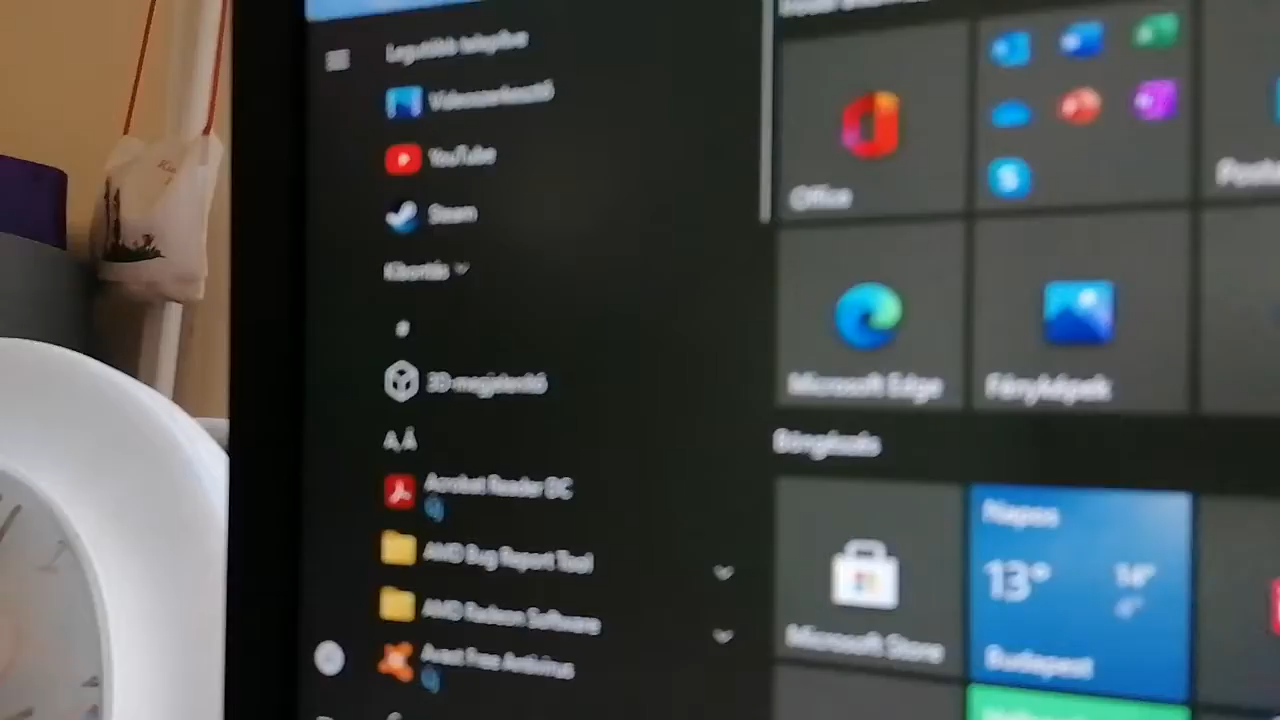 Legutóbb telepítve
Videoszerkesztő
YouTube
Steam
Kibontás
#
3D-megjelenítő
A,Á
Acrobat Reader DC
AMD Bug Report Tool
AMD Radeon Software
Avast Free Antivirus
Office
Microsoft Edge
Fényképek
Böngészés
Microsoft Store
Napos
13°
14°
Budapest